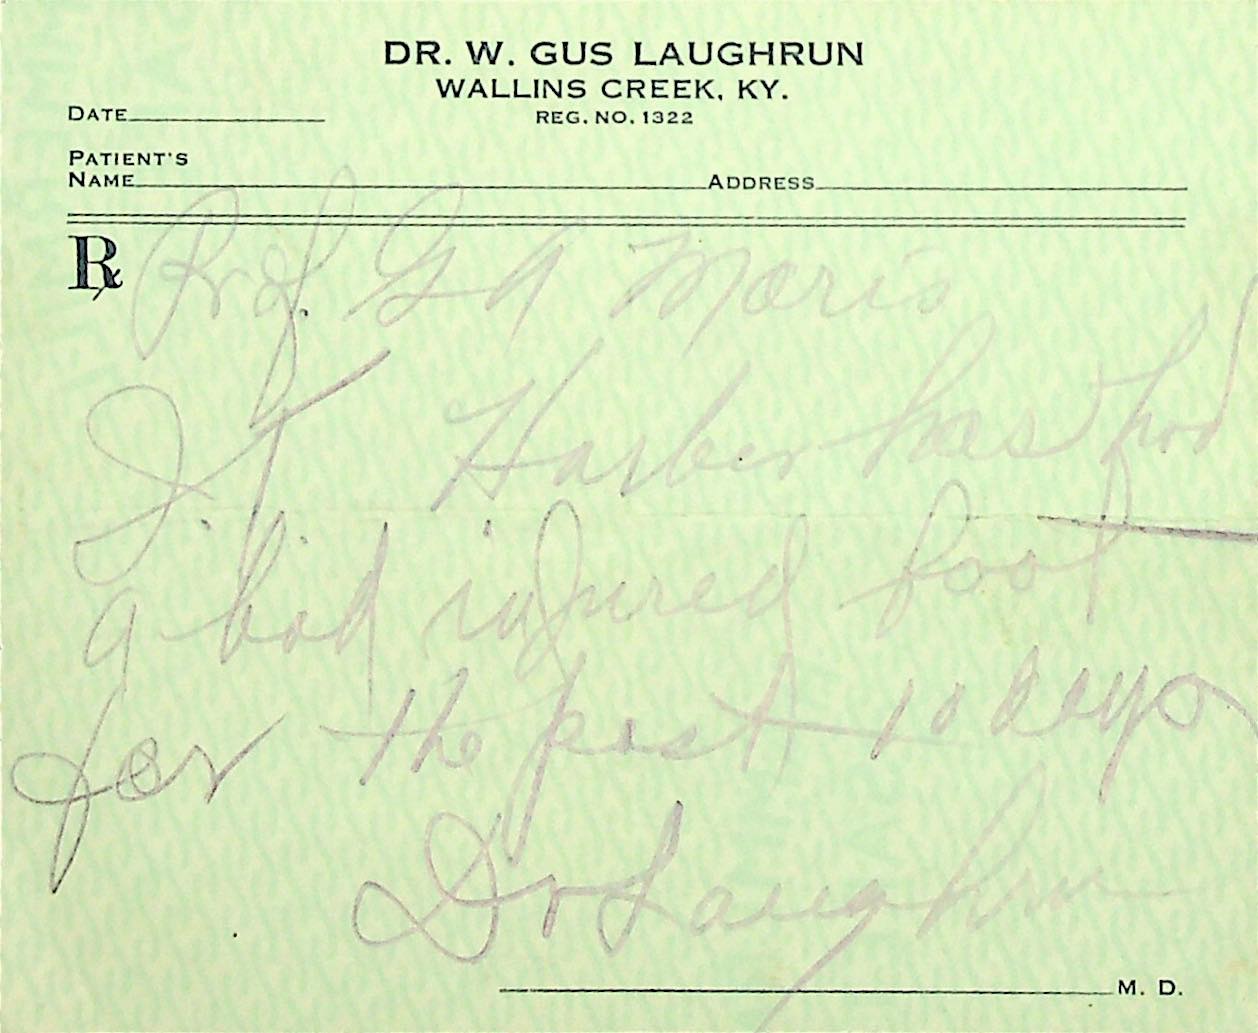 DR. W. GUS LAUGHRUN
WALLINS CREEK, KY.
REG. NO. 1322
DATE
PATIENT'S
NAME ADDRESS
Rx
Prof. G A Moris
J. T Harber has had
a bad injured foot
for the past 10 days
Dr Laughrun
M. D.